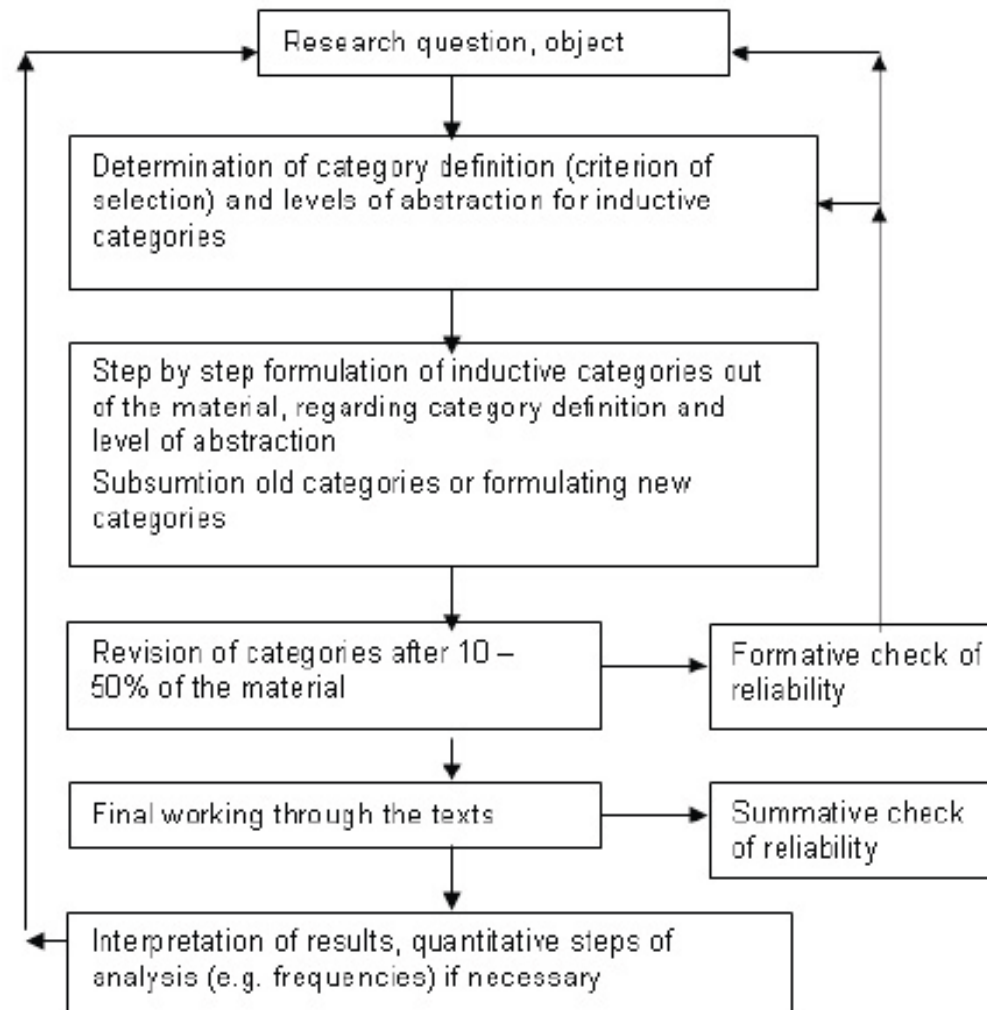 Research question, object
Determination of category definition (criterion of
selection) and levels of abstraction for inductive
categories
Step by step formulation of inductive categories out
of the material, regarding category definition and
level of abstraction
Subsumtion old categories or formulating new
categories
Revision of categories after 10 –
50% of the material
Formative check of
reliability
Final working through the texts
Summative check
of reliability
Interpretation of results, quantitative steps of
analysis (e.g. frequencies) if necessary